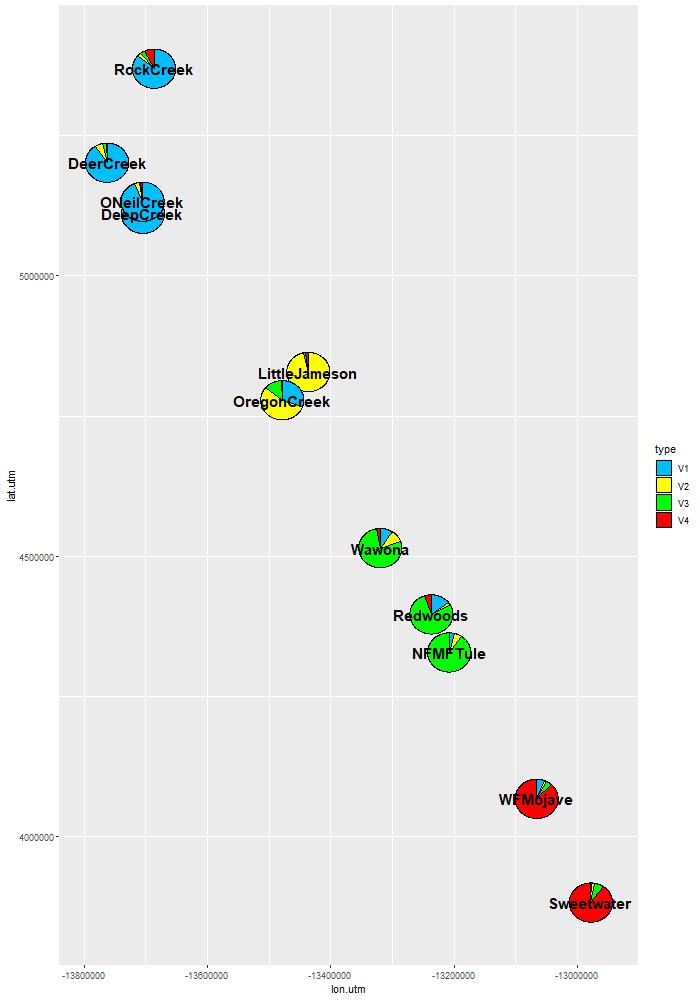 RockCreek
DeerCreek
ONeilCreek
DeepCreek
5000000
LittleJameson
OregonCreek
type
V1
V2
V3
V4
lat.utm
Wawona
4500000
Redwoods
NFMFTule
WFMojave
4000000
Sweetwater
-13800000 -13600000 -13400000 -13200000 -13000000
lon.utm